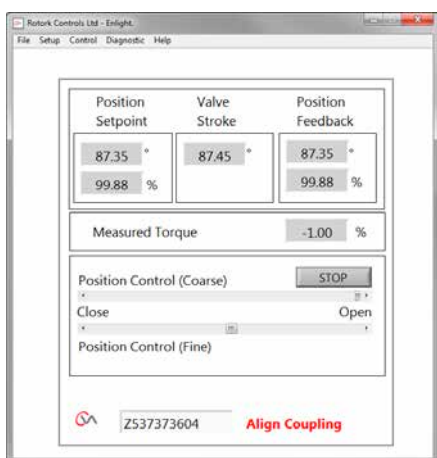 Rotork Controls Ltd - Enlight.
File Setup Control Diagnostic Help
Position Setpoint
Valve Stroke
Position Feedback
87.35 °
87.45 °
87.35 °
99.88 %
99.88 %
Measured Torque
-1.00 %
Position Control (Coarse)
STOP
Close
Open
Position Control (Fine)
Z537373604
Align Coupling